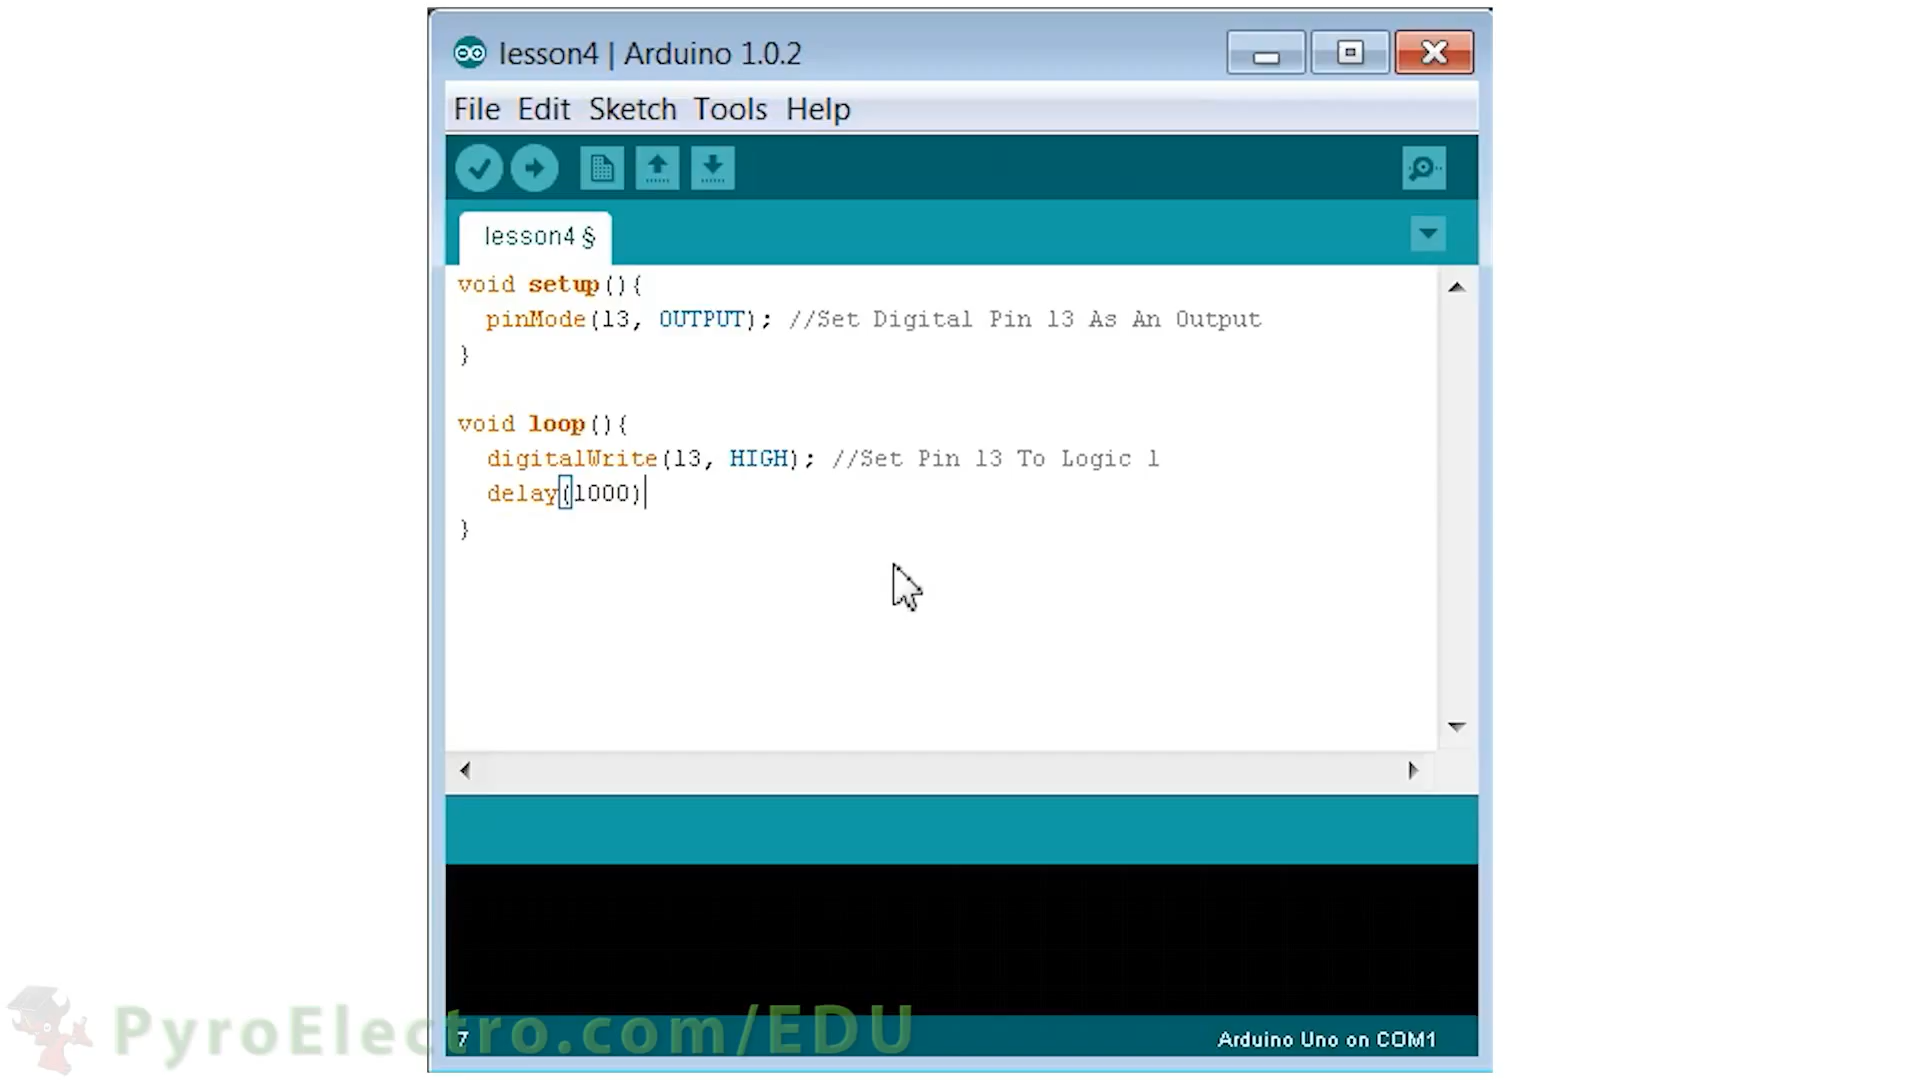 lesson4 | Arduino 1.0.2
File Edit Sketch Tools Help
lesson4 §
void setup(){
  pinMode(13, OUTPUT); //Set Digital Pin 13 As An Output
}
void loop(){
  digitalWrite(13, HIGH); //Set Pin 13 To Logic 1
  delay(1000)
}
PyroElectro.com/EDU
7
Arduino Uno on COM1